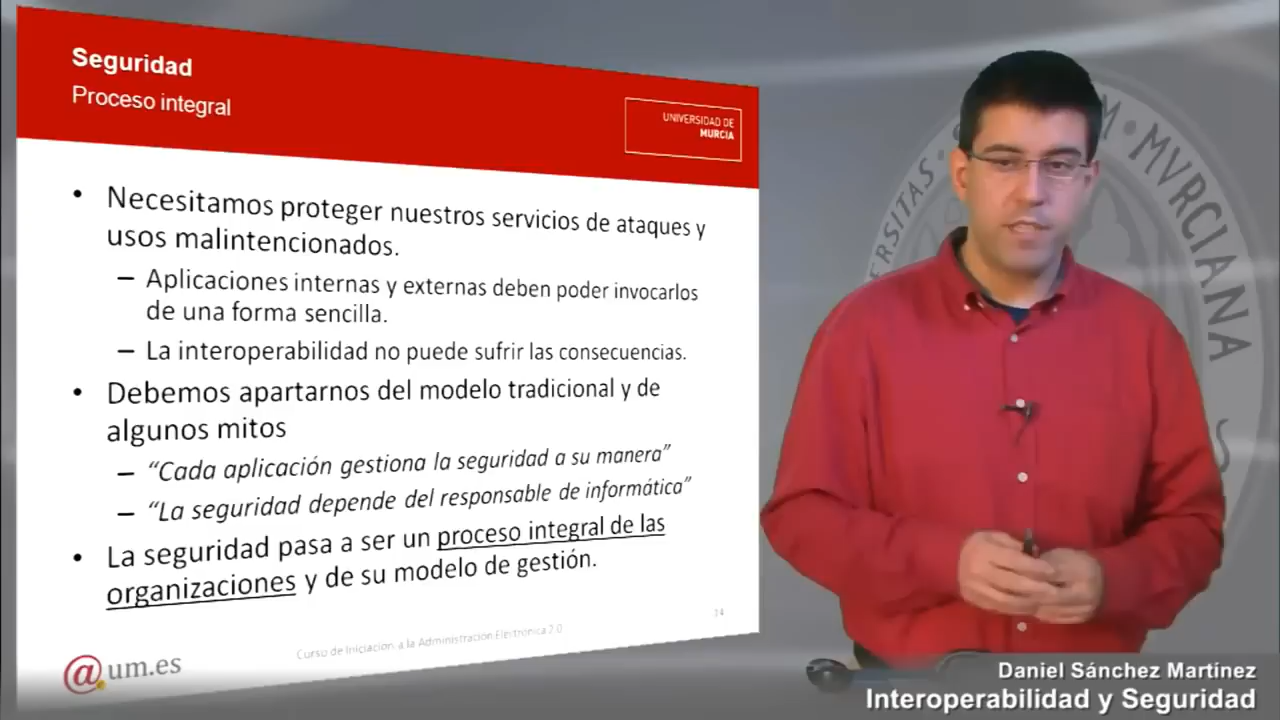 Seguridad
Proceso integral
UNIVERSIDAD DE
MURCIA
• Necesitamos proteger nuestros servicios de ataques y
usos malintencionados.
– Aplicaciones internas y externas deben poder invocarlos
de una forma sencilla.
– La interoperabilidad no puede sufrir las consecuencias.
• Debemos apartarnos del modelo tradicional y de
algunos mitos
– “Cada aplicación gestiona la seguridad a su manera”
– “La seguridad depende del responsable de informática”
• La seguridad pasa a ser un proceso integral de las
organizaciones y de su modelo de gestión.
14
Curso de Iniciación a la Administración Electrónica 2.0
@um.es
MVRCIANA
Daniel Sánchez Martínez
Interoperabilidad y Seguridad